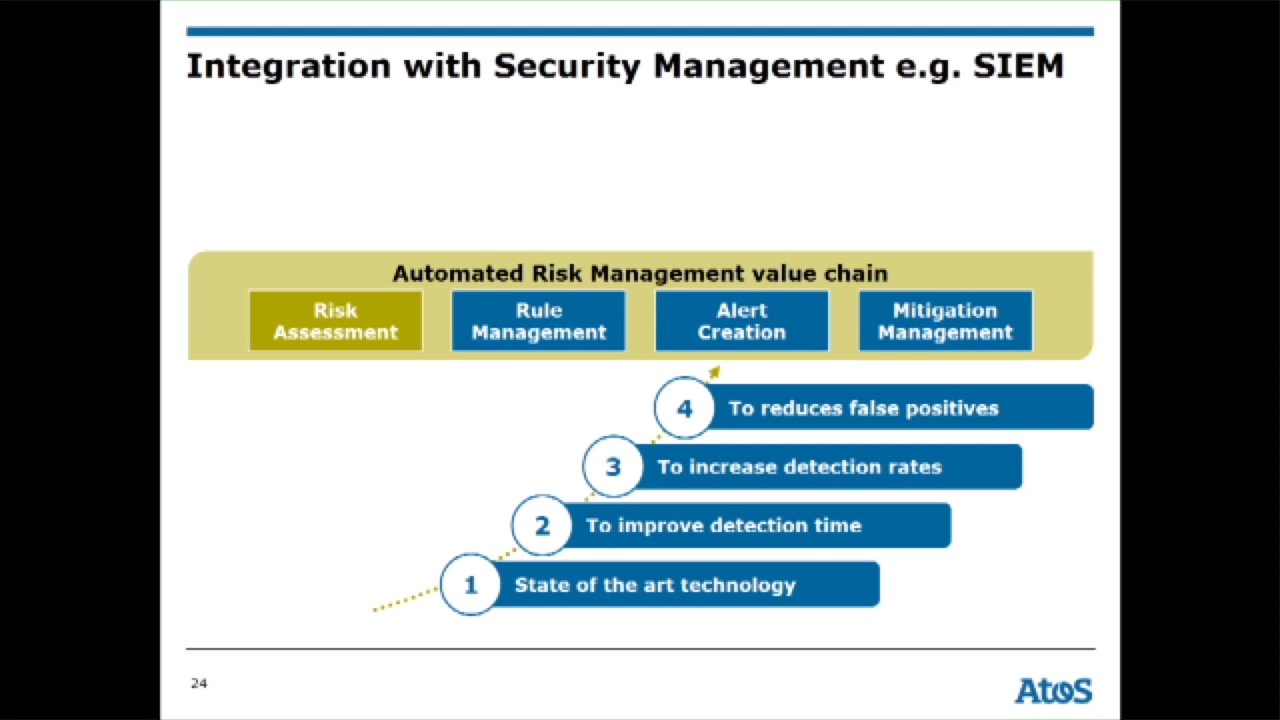 Integration with Security Management e.g. SIEM
Automated Risk Management value chain
Risk
Assessment
Rule
Management
Alert
Creation
Mitigation
Management
4 To reduces false positives
3 To increase detection rates
2 To improve detection time
1 State of the art technology
24
Atos